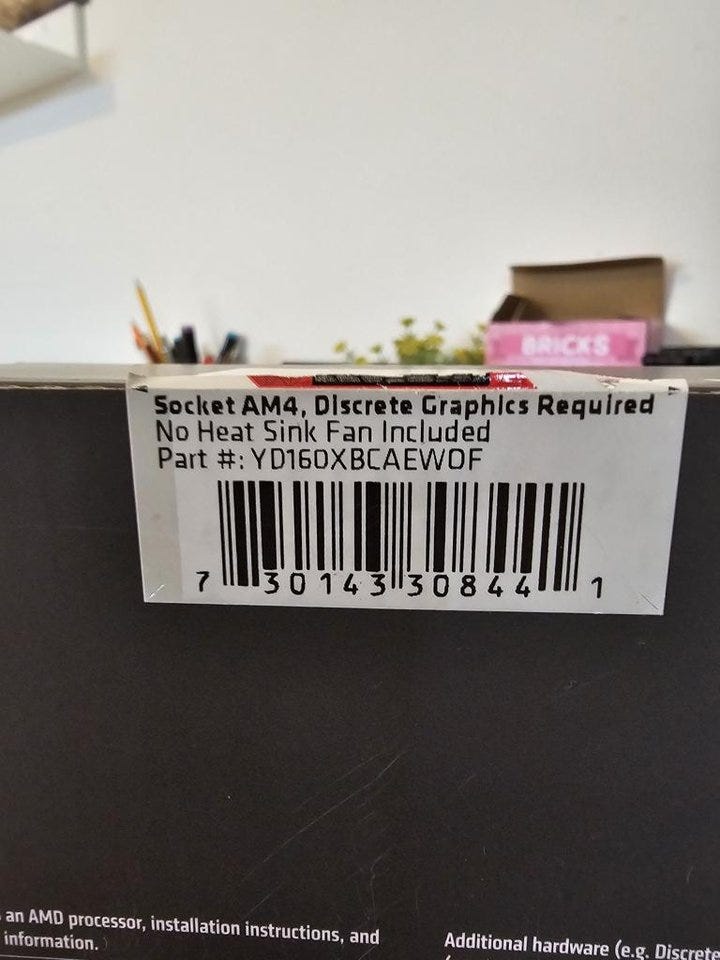 BRICKS
Socket AM4, Discrete Graphics Required
No Heat Sink Fan Included
Part #: YD160XBCAEWOF
7 30143 30844 1
an AMD processor, installation instructions, and
information.
Additional hardware (e.g. Discrete